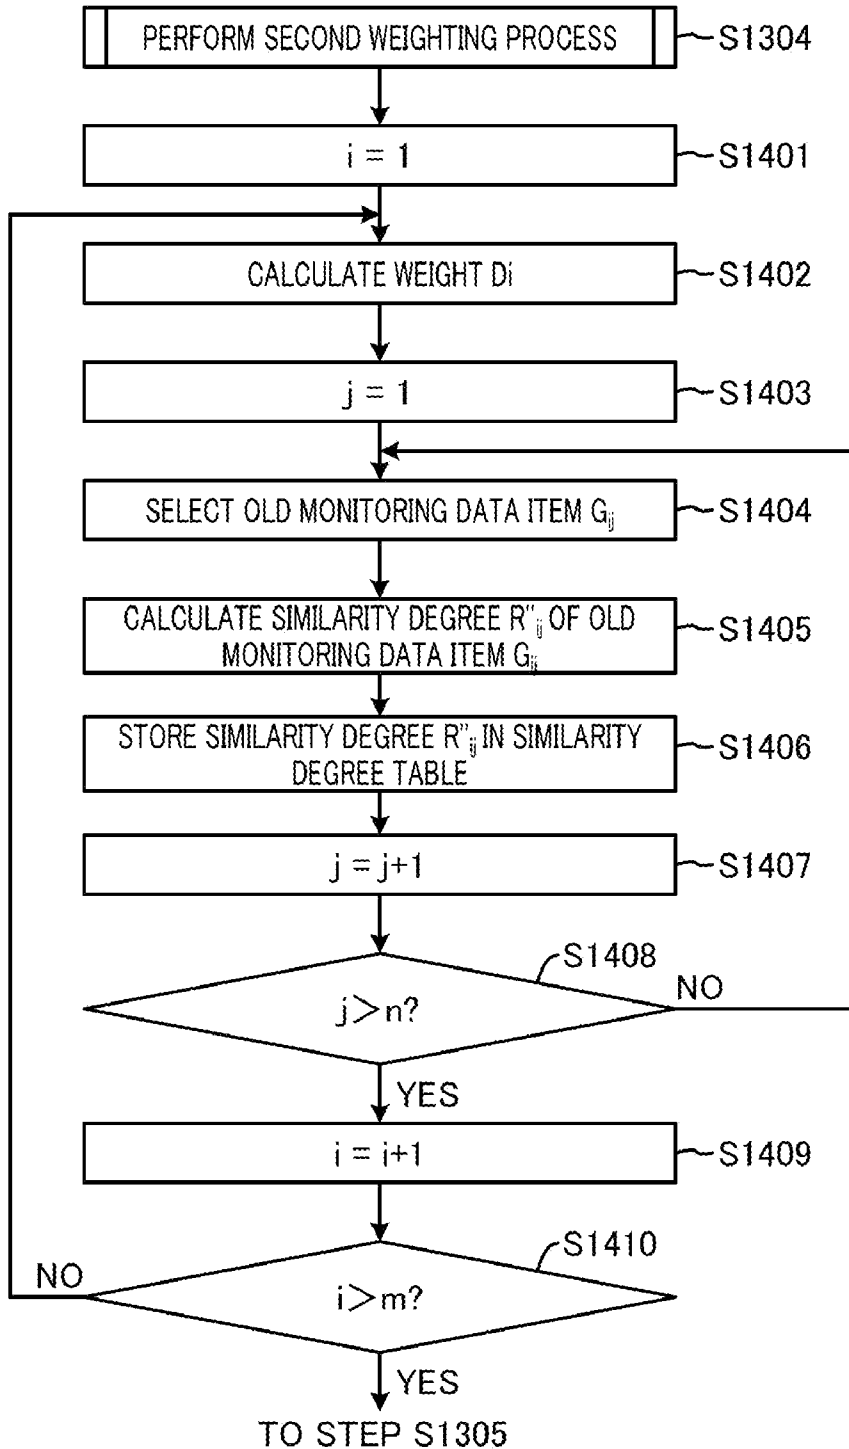 PERFORM SECOND WEIGHTING PROCESS
S1304
i = 1
S1401
CALCULATE WEIGHT Di
S1402
j = 1
S1403
SELECT OLD MONITORING DATA ITEM Gij
S1404
CALCULATE SIMILARITY DEGREE R"ij OF OLD
MONITORING DATA ITEM Gij
S1405
STORE SIMILARITY DEGREE R"ij IN SIMILARITY
DEGREE TABLE
S1406
j = j+1
S1407
S1408
j>n?
NO
YES
i = i+1
S1409
S1410
NO
i>m?
YES
TO STEP S1305